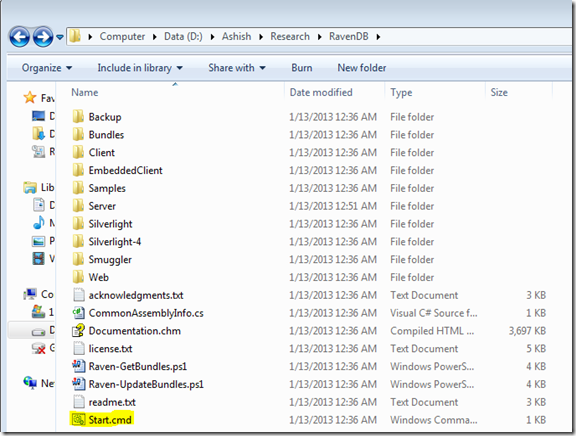 Computer Data (D:) Ashish Research RavenDB
Organize Include in library Share with Burn New folder
Name Date modified Type Size
Backup 1/13/2013 12:36 AM File folder
Bundles 1/13/2013 12:36 AM File folder
Client 1/13/2013 12:36 AM File folder
EmbeddedClient 1/13/2013 12:36 AM File folder
Samples 1/13/2013 12:36 AM File folder
Server 1/13/2013 12:51 AM File folder
Silverlight 1/13/2013 12:36 AM File folder
Silverlight-4 1/13/2013 12:36 AM File folder
Smuggler 1/13/2013 12:36 AM File folder
Web 1/13/2013 12:36 AM File folder
acknowledgments.txt 1/13/2013 12:36 AM Text Document 3 KB
CommonAssemblyInfo.cs 1/13/2013 12:36 AM Visual C# Source f... 1 KB
Documentation.chm 1/13/2013 12:36 AM Compiled HTML ... 3,697 KB
license.txt 1/13/2013 12:36 AM Text Document 5 KB
Raven-GetBundles.ps1 1/13/2013 12:36 AM Windows PowerS... 4 KB
Raven-UpdateBundles.ps1 1/13/2013 12:36 AM Windows PowerS... 4 KB
readme.txt 1/13/2013 12:36 AM Text Document 3 KB
Start.cmd 1/13/2013 12:36 AM Windows Comma... 1 KB
Fav
D
D
R
Lib
D
M
P
V
Co
1
D
G
Ne